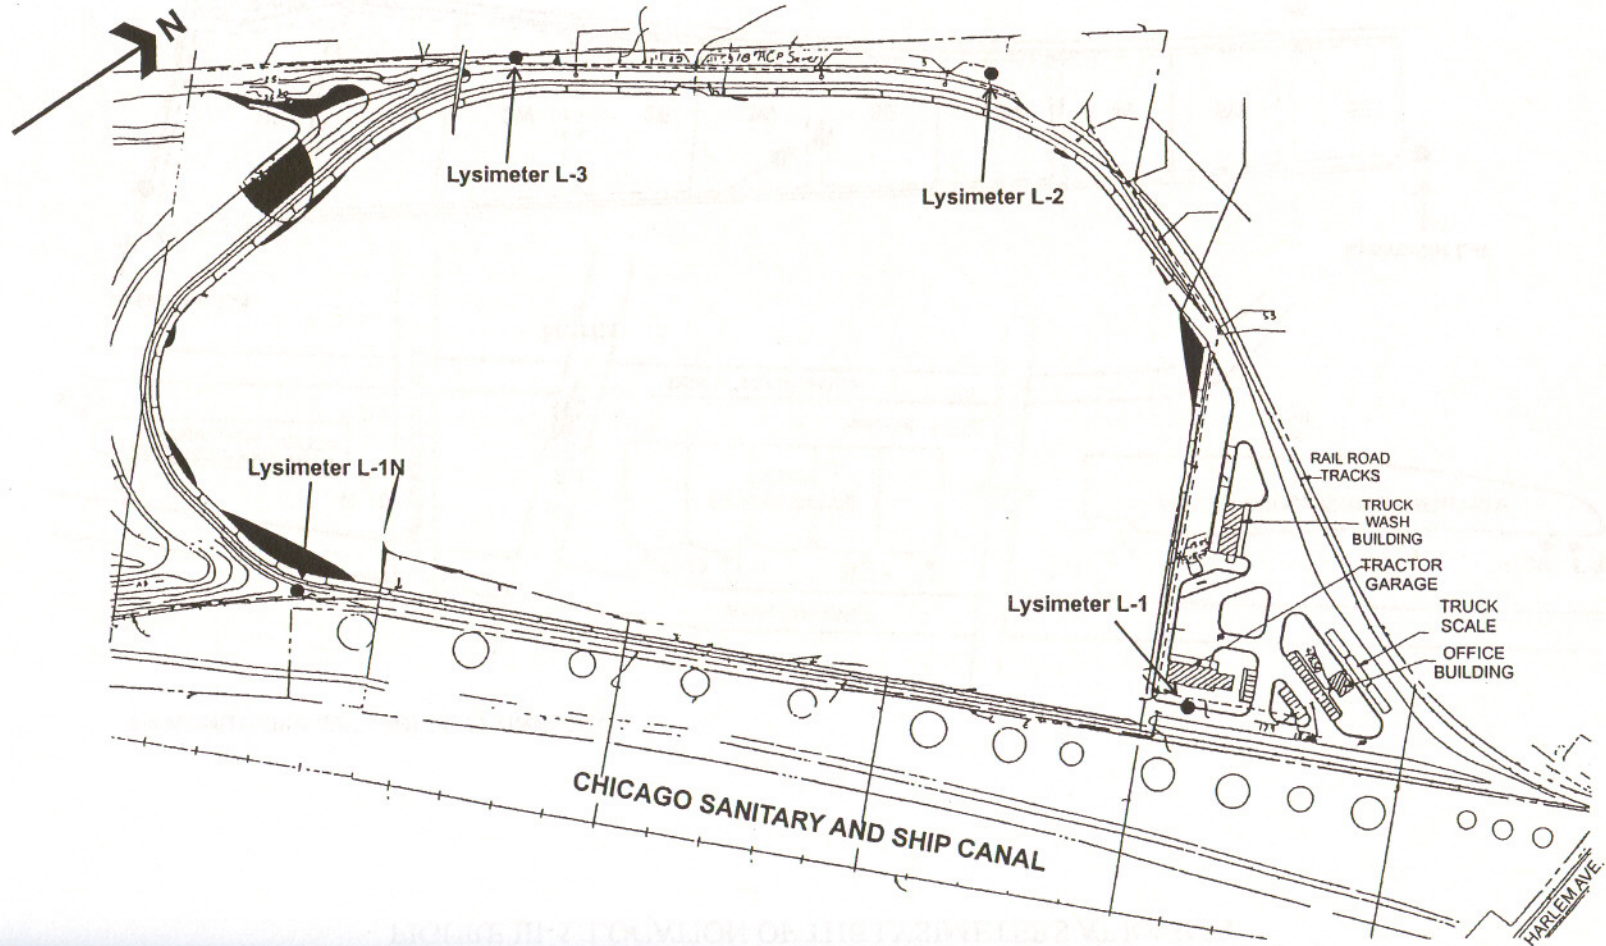 N
Lysimeter L-3
Lysimeter L-2
53
Lysimeter L-1N
RAIL ROAD
TRACKS
TRUCK
WASH
BUILDING
TRACTOR
GARAGE
Lysimeter L-1
TRUCK
SCALE
OFFICE
BUILDING
CHICAGO SANITARY AND SHIP CANAL
HARLEM AVE.